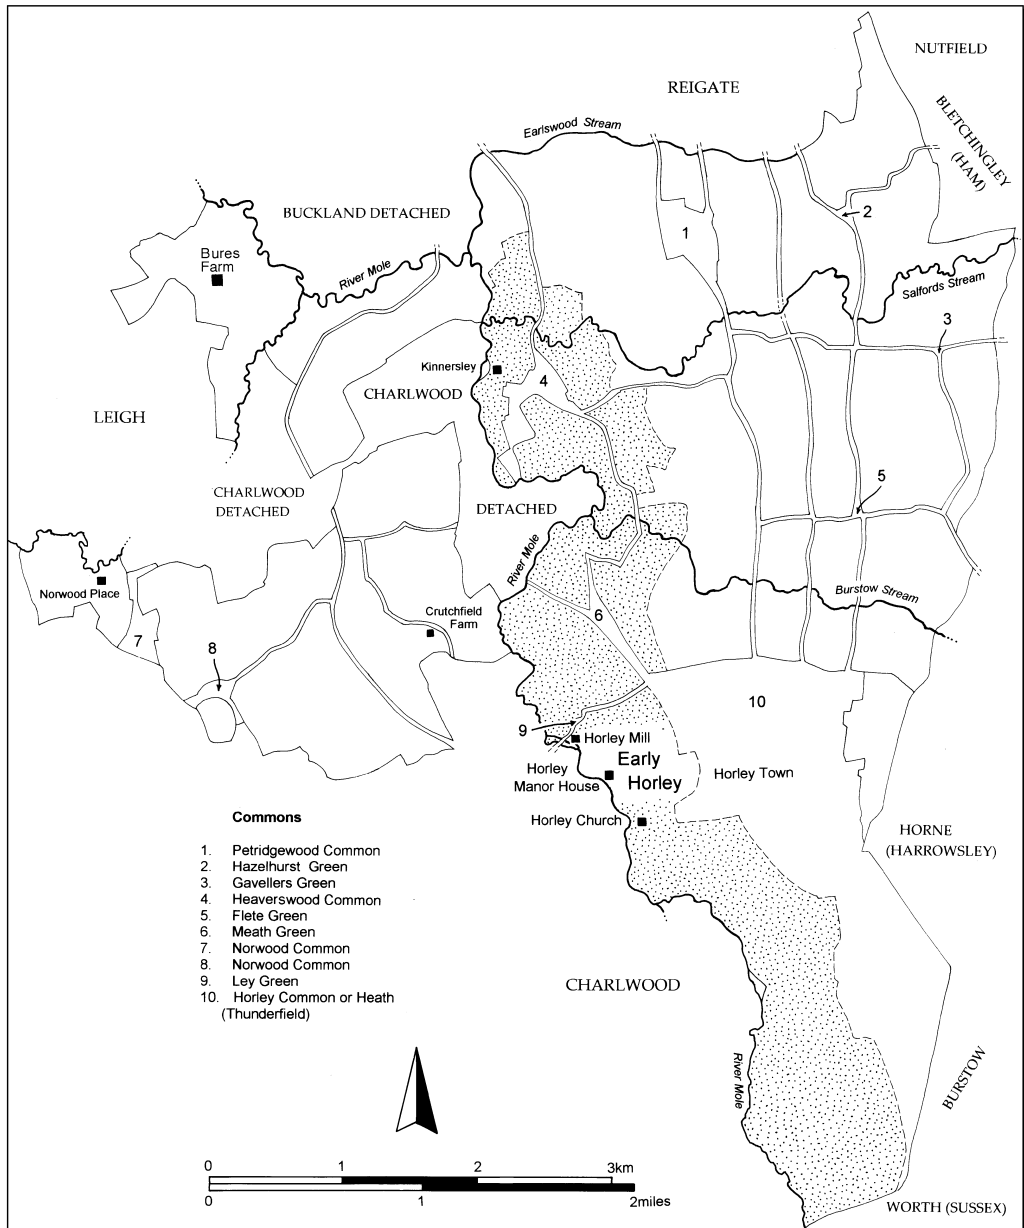 NUTFIELD
REIGATE
BLETCHINGLEY
(HAM)
Earlswood Stream
2
BUCKLAND DETACHED
1
Bures
Farm
River Mole
Salfords Stream
3
Kinnersley
4
CHARLWOOD
LEIGH
5
CHARLWOOD
DETACHED
DETACHED
River Mole
Norwood Place
Burstow Stream
Crutchfield
Farm
6
7
8
10
9
Horley Mill
Early
Horley
Horley
Manor House
Horley Town
Horley Church
HORNE
(HARROWSLEY)
Commons
1. Petridgewood Common
2. Hazelhurst Green
3. Gavellers Green
4. Heaverswood Common
5. Flete Green
6. Meath Green
7. Norwood Common
8. Norwood Common
9. Ley Green
10. Horley Common or Heath
(Thunderfield)
CHARLWOOD
River Mole
BURSTOW
0 1 2 3km
0 1 2miles
WORTH (SUSSEX)